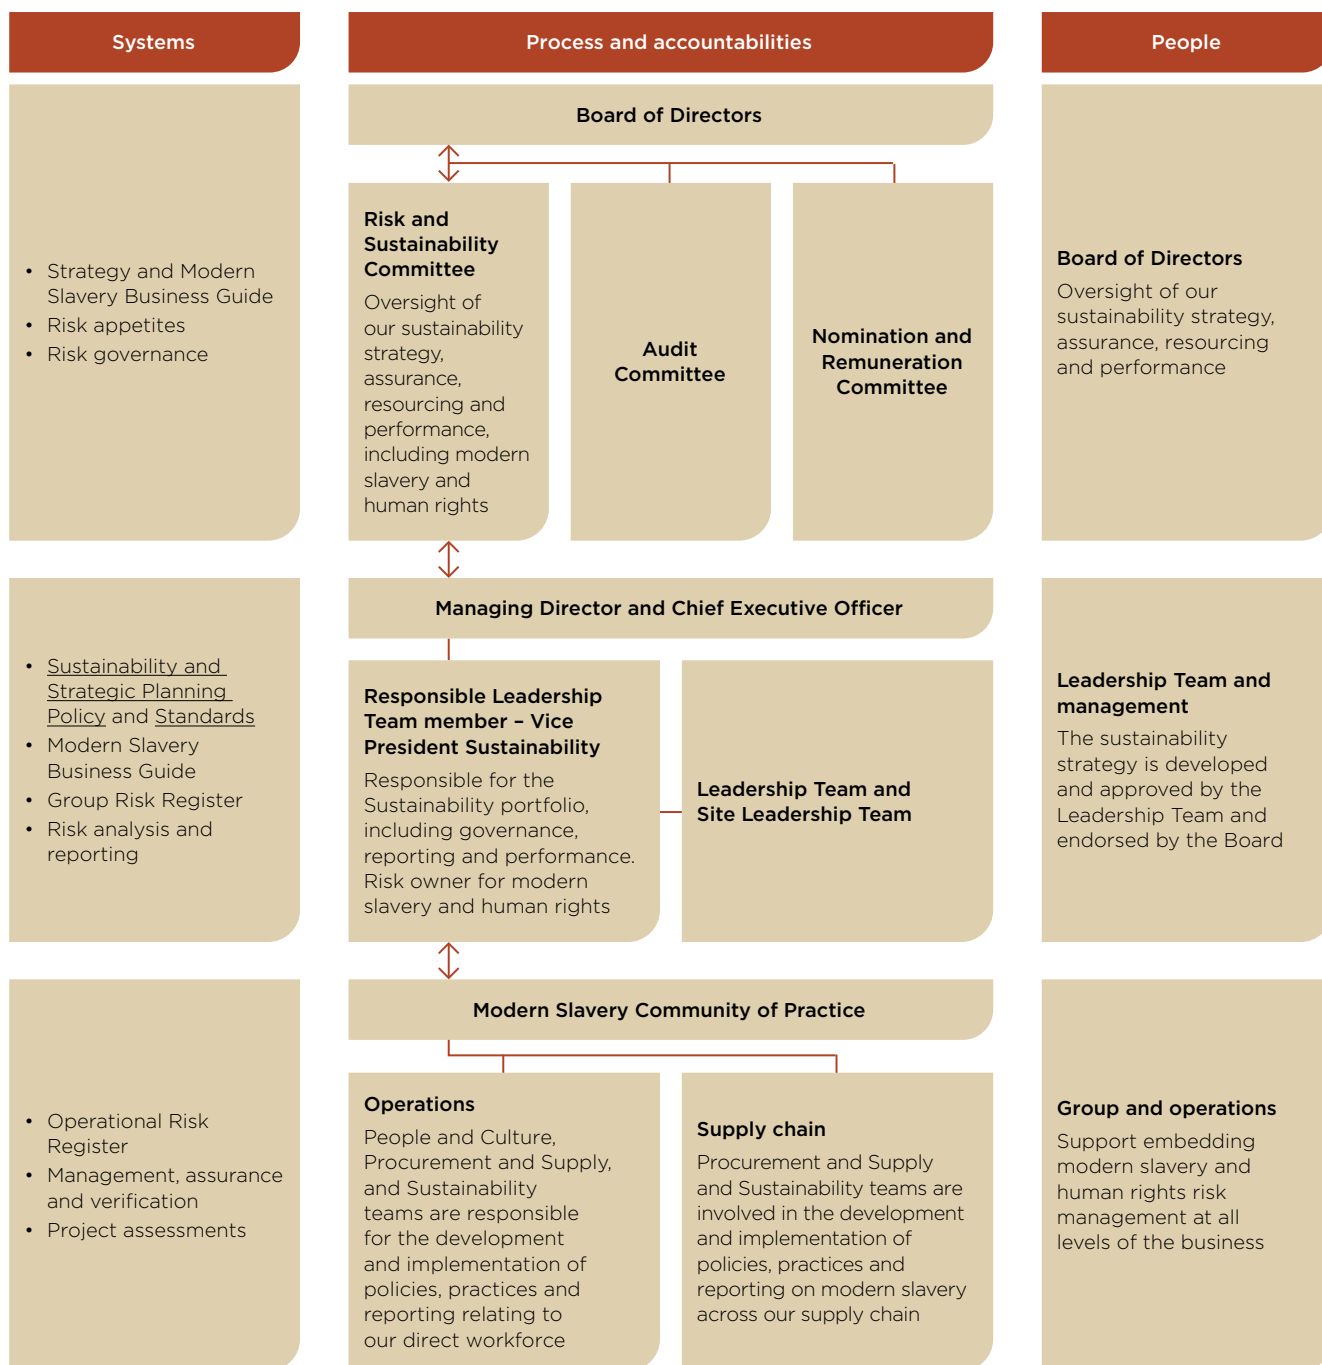 Systems
Process and accountabilities
People
Board of Directors
• Strategy and Modern
Slavery Business Guide
• Risk appetites
• Risk governance
Risk and
Sustainability
Committee
Oversight of
our sustainability
strategy,
assurance,
resourcing and
performance,
including modern
slavery and
human rights
Audit
Committee
Nomination and
Remuneration
Committee
Board of Directors
Oversight of our
sustainability strategy,
assurance, resourcing
and performance
Managing Director and Chief Executive Officer
• Sustainability and
Strategic Planning
Policy and Standards
• Modern Slavery
Business Guide
• Group Risk Register
• Risk analysis and
reporting
Responsible Leadership
Team member – Vice
President Sustainability
Responsible for the
Sustainability portfolio,
including governance,
reporting and performance.
Risk owner for modern
slavery and human rights
Leadership Team and
Site Leadership Team
Leadership Team and
management
The sustainability
strategy is developed
and approved by the
Leadership Team and
endorsed by the Board
Modern Slavery Community of Practice
• Operational Risk
Register
• Management, assurance
and verification
• Project assessments
Operations
People and Culture,
Procurement and Supply,
and Sustainability
teams are responsible
for the development
and implementation of
policies, practices and
reporting relating to
our direct workforce
Supply chain
Procurement and Supply
and Sustainability teams are
involved in the development
and implementation of
policies, practices and
reporting on modern slavery
across our supply chain
Group and operations
Support embedding
modern slavery and
human rights risk
management at all
levels of the business